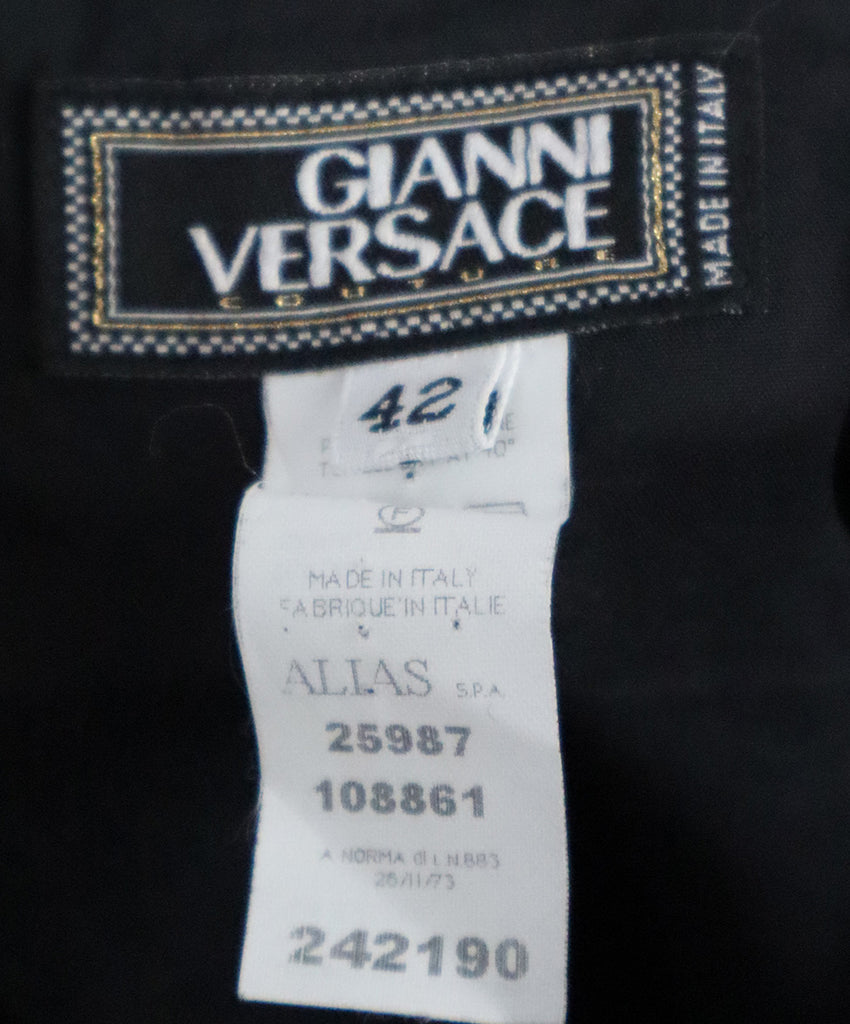 GIANNI
VERSACE
COUTURE
MADE IN ITALY
42
F
MADE IN ITALY
FABRIQUE'IN ITALIE
ALIAS S.P.A.
25987
108861
A NORMA di L N.883
26/11/73
242190